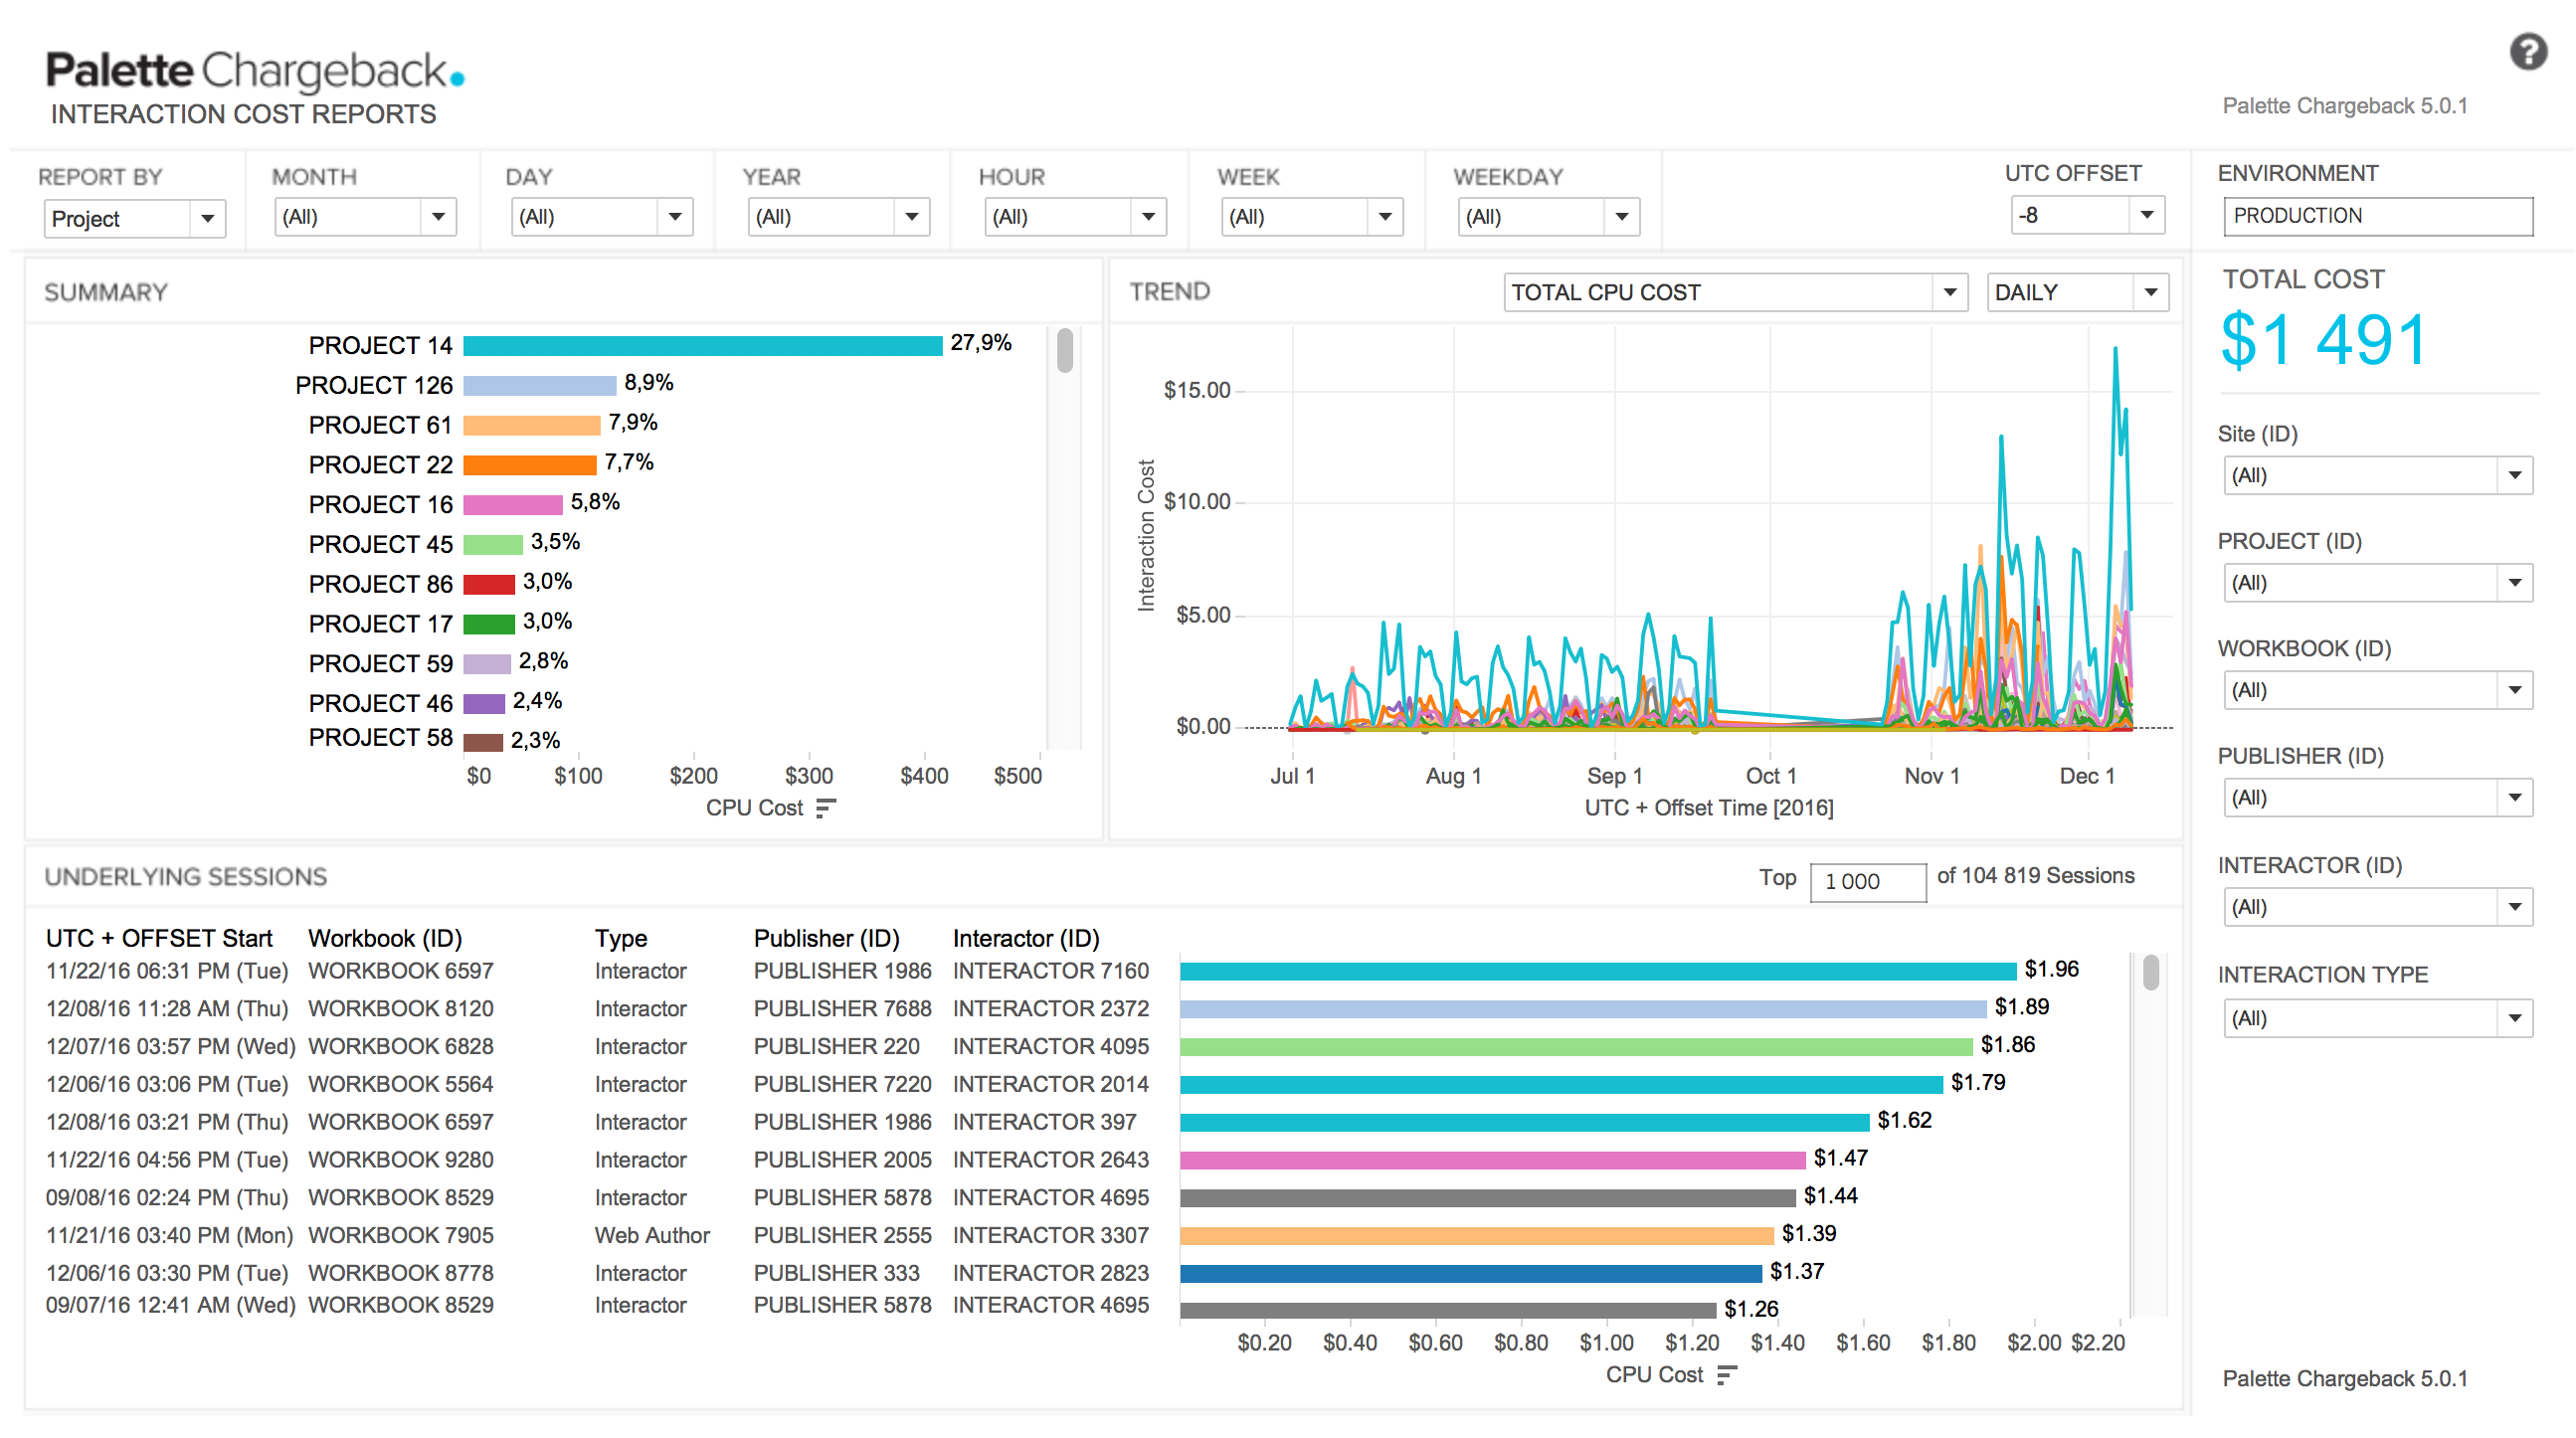 Palette Chargeback.
INTERACTION COST REPORTS
?
Palette Chargeback 5.0.1
REPORT BY
Project
MONTH
(All)
DAY
(All)
YEAR
(All)
HOUR
(All)
WEEK
(All)
WEEKDAY
(All)
UTC OFFSET
-8
ENVIRONMENT
PRODUCTION
SUMMARY
PROJECT 14 27,9%
PROJECT 126 8,9%
PROJECT 61 7,9%
PROJECT 22 7,7%
PROJECT 16 5,8%
PROJECT 45 3,5%
PROJECT 86 3,0%
PROJECT 17 3,0%
PROJECT 59 2,8%
PROJECT 46 2,4%
PROJECT 58 2,3%
$0 $100 $200 $300 $400 $500
CPU Cost
TREND
TOTAL CPU COST
DAILY
Interaction Cost
$15.00
$10.00
$5.00
$0.00
Jul 1 Aug 1 Sep 1 Oct 1 Nov 1 Dec 1
UTC + Offset Time [2016]
TOTAL COST
$1 491
Site (ID)
(All)
PROJECT (ID)
(All)
WORKBOOK (ID)
(All)
PUBLISHER (ID)
(All)
INTERACTOR (ID)
(All)
INTERACTION TYPE
(All)
UNDERLYING SESSIONS
Top 1 000 of 104 819 Sessions
UTC + OFFSET Start Workbook (ID) Type Publisher (ID) Interactor (ID)
11/22/16 06:31 PM (Tue) WORKBOOK 6597 Interactor PUBLISHER 1986 INTERACTOR 7160 $1.96
12/08/16 11:28 AM (Thu) WORKBOOK 8120 Interactor PUBLISHER 7688 INTERACTOR 2372 $1.89
12/07/16 03:57 PM (Wed) WORKBOOK 6828 Interactor PUBLISHER 220 INTERACTOR 4095 $1.86
12/06/16 03:06 PM (Tue) WORKBOOK 5564 Interactor PUBLISHER 7220 INTERACTOR 2014 $1.79
12/08/16 03:21 PM (Thu) WORKBOOK 6597 Interactor PUBLISHER 1986 INTERACTOR 397 $1.62
11/22/16 04:56 PM (Tue) WORKBOOK 9280 Interactor PUBLISHER 2005 INTERACTOR 2643 $1.47
09/08/16 02:24 PM (Thu) WORKBOOK 8529 Interactor PUBLISHER 5878 INTERACTOR 4695 $1.44
11/21/16 03:40 PM (Mon) WORKBOOK 7905 Web Author PUBLISHER 2555 INTERACTOR 3307 $1.39
12/06/16 03:30 PM (Tue) WORKBOOK 8778 Interactor PUBLISHER 333 INTERACTOR 2823 $1.37
09/07/16 12:41 AM (Wed) WORKBOOK 8529 Interactor PUBLISHER 5878 INTERACTOR 4695 $1.26
$0.20 $0.40 $0.60 $0.80 $1.00 $1.20 $1.40 $1.60 $1.80 $2.00 $2.20
CPU Cost
Palette Chargeback 5.0.1